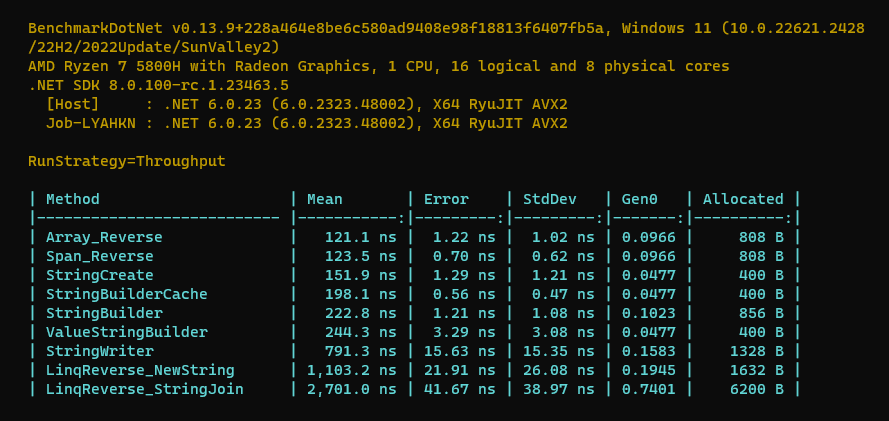 BenchmarkDotNet v0.13.9+228a464e8be6c580ad9408e98f18813f6407fb5a, Windows 11 (10.0.22621.2428
/22H2/2022Update/SunValley2)
AMD Ryzen 7 5800H with Radeon Graphics, 1 CPU, 16 logical and 8 physical cores
.NET SDK 8.0.100-rc.1.23463.5
  [Host]     : .NET 6.0.23 (6.0.2323.48002), X64 RyuJIT AVX2
  Job-LYAHKN : .NET 6.0.23 (6.0.2323.48002), X64 RyuJIT AVX2

RunStrategy=Throughput

| Method                     | Mean       | Error     | StdDev   | Gen0   | Allocated |
|--------------------------- |-----------:|---------:|---------:|-------:|----------:|
| Array_Reverse              |   121.1 ns |  1.22 ns |  1.02 ns | 0.0966 |     808 B |
| Span_Reverse               |   123.5 ns |  0.70 ns |  0.62 ns | 0.0966 |     808 B |
| StringCreate               |   151.9 ns |  1.29 ns |  1.21 ns | 0.0477 |     400 B |
| StringBuilderCache         |   198.1 ns |  0.56 ns |  0.47 ns | 0.0477 |     400 B |
| StringBuilder              |   222.8 ns |  1.21 ns |  1.08 ns | 0.1023 |     856 B |
| ValueStringBuilder         |   244.3 ns |  3.29 ns |  3.08 ns | 0.0477 |     400 B |
| StringWriter               |   791.3 ns | 15.63 ns | 15.35 ns | 0.1583 |    1328 B |
| LinqReverse_NewString      | 1,103.2 ns | 21.91 ns | 26.08 ns | 0.1945 |    1632 B |
| LinqReverse_StringJoin     | 2,701.0 ns | 41.67 ns | 38.97 ns | 0.7401 |    6200 B |